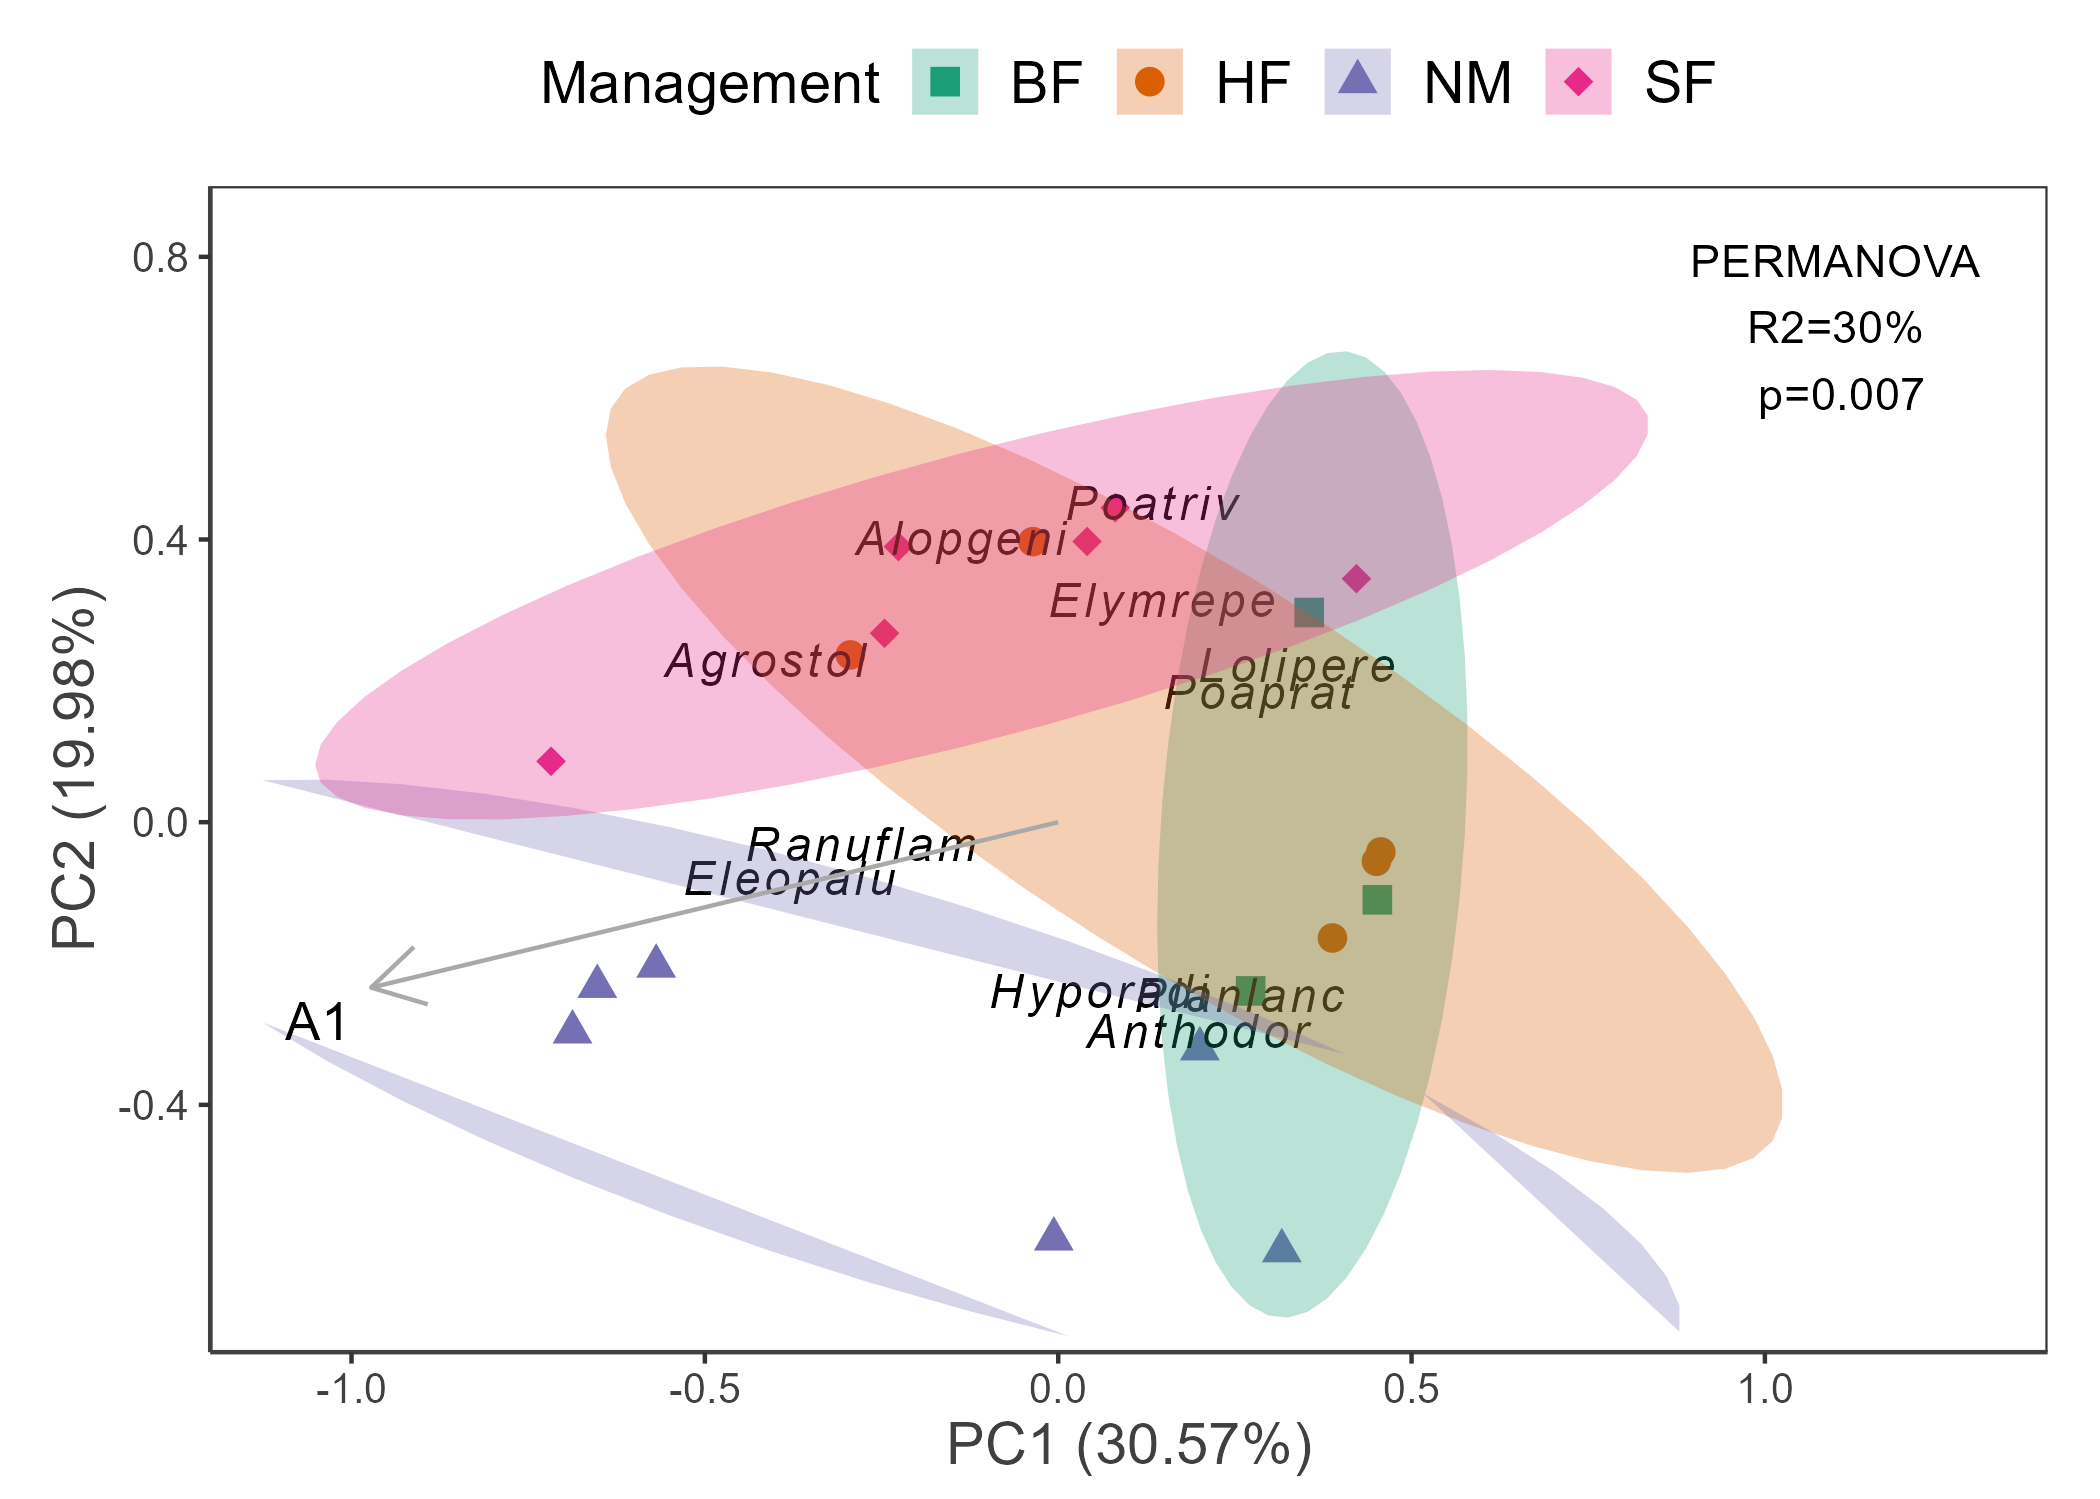 Management BF HF NM SF
PERMANOVA
R2=30%
p=0.007
0.8
0.4
0.0
-0.4
PC2 (19.98%)
Poatriv
Alopgeni
Elymrepe
Agrostol
Lolipere
Poaprat
Ranuflam
Eleopalu
Hyporadi
Planlanc
Anthodor
A1
-1.0 -0.5 0.0 0.5 1.0
PC1 (30.57%)